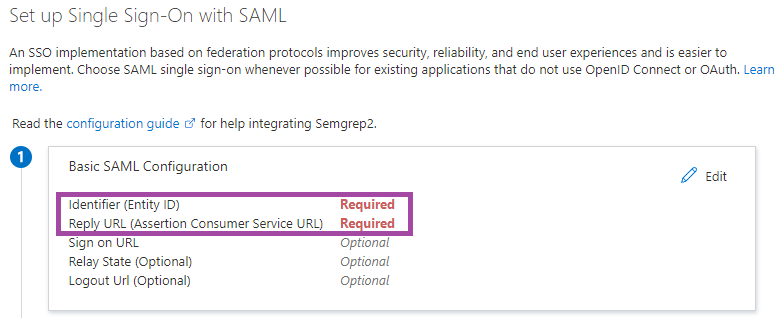 Set up Single Sign-On with SAML
An SSO implementation based on federation protocols improves security, reliability, and end user experiences and is easier to
implement. Choose SAML single sign-on whenever possible for existing applications that do not use OpenID Connect or OAuth. Learn
more.
Read the configuration guide for help integrating Semgrep2.
1
Basic SAML Configuration
Edit
Identifier (Entity ID) Required
Reply URL (Assertion Consumer Service URL) Required
Sign on URL Optional
Relay State (Optional) Optional
Logout Url (Optional) Optional